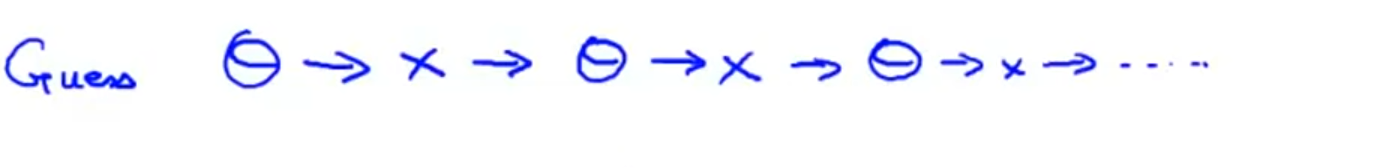 Guess Θ → x → Θ → x → Θ → x → ......